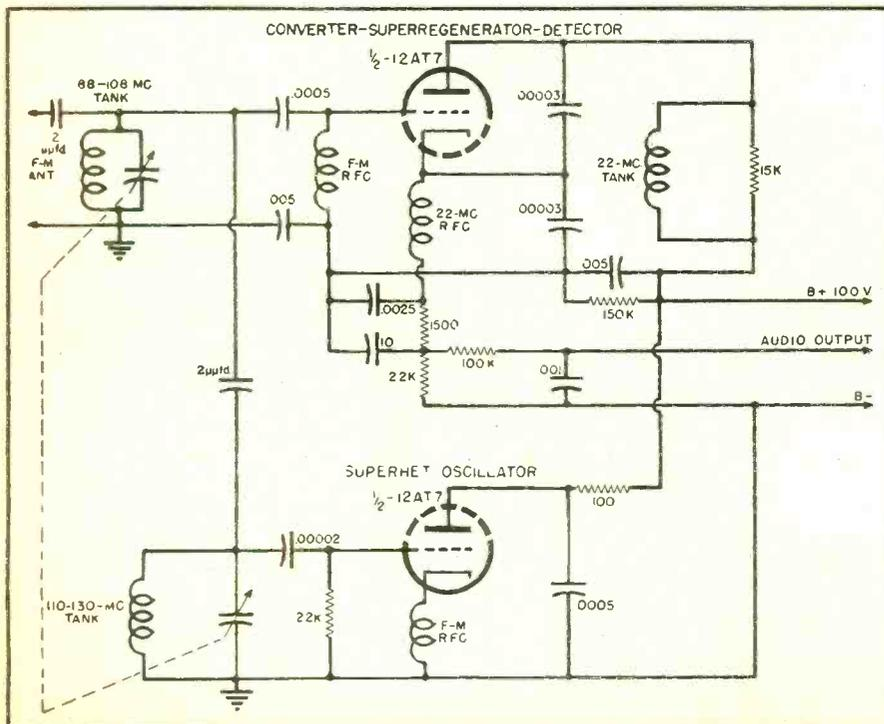 CONVERTER-SUPERREGENERATOR-DETECTOR
½-12AT7
88-108 MC
TANK
.0005
.00003
2
μμfd
F-M
ANT
F-M
RFC
22-MC
TANK
15K
22-MC
RFC
.005
.00003
.005
B+ 100V
150K
.0025
1500
.10
AUDIO OUTPUT
100K
.001
22K
B-
2μμfd
SUPERHET OSCILLATOR
½-12AT7
100
.00002
110-130-MC
TANK
22K
F-M
RFC
.0005